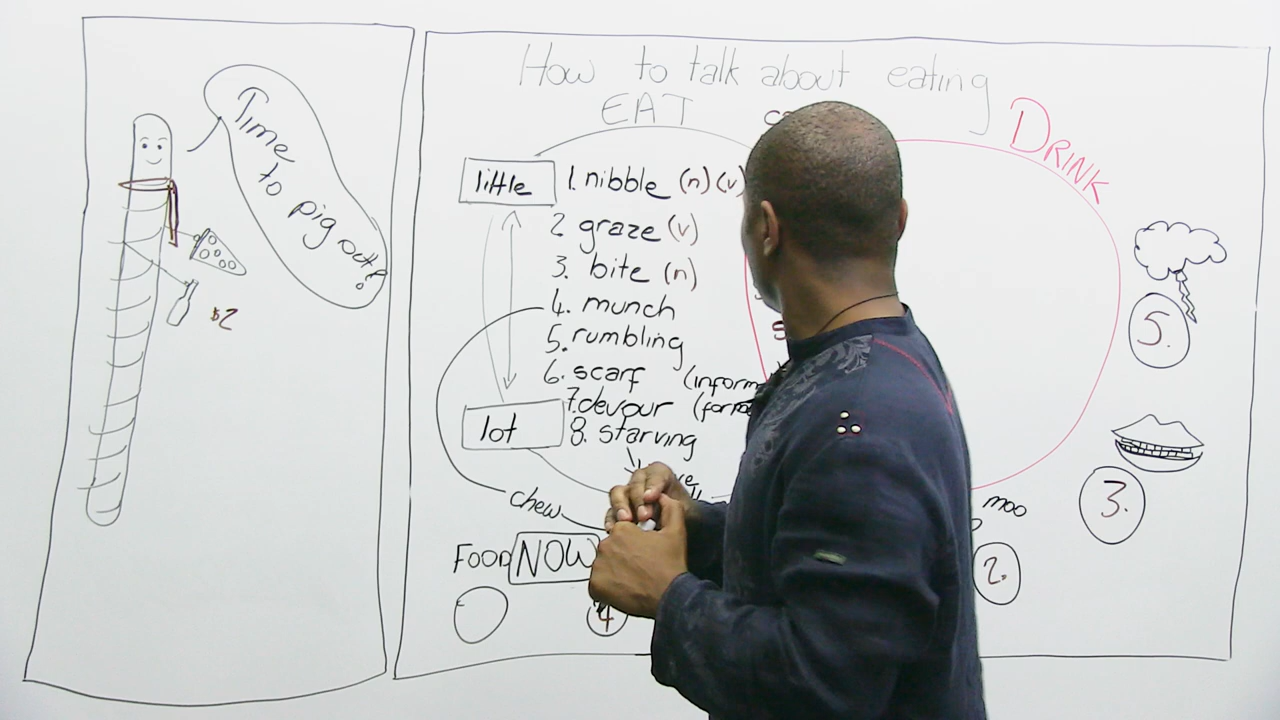 Time
to
pig out!
$2
How to talk about eating
EAT
DRINK
little
1. nibble (n) (v)
2 graze (v)
3. bite (n)
4. munch
5. rumbling
6. scarf (inform
7. devour (forma
lot
8. starving
chew
moo
FOOD NOW
4
2.
3.
5.